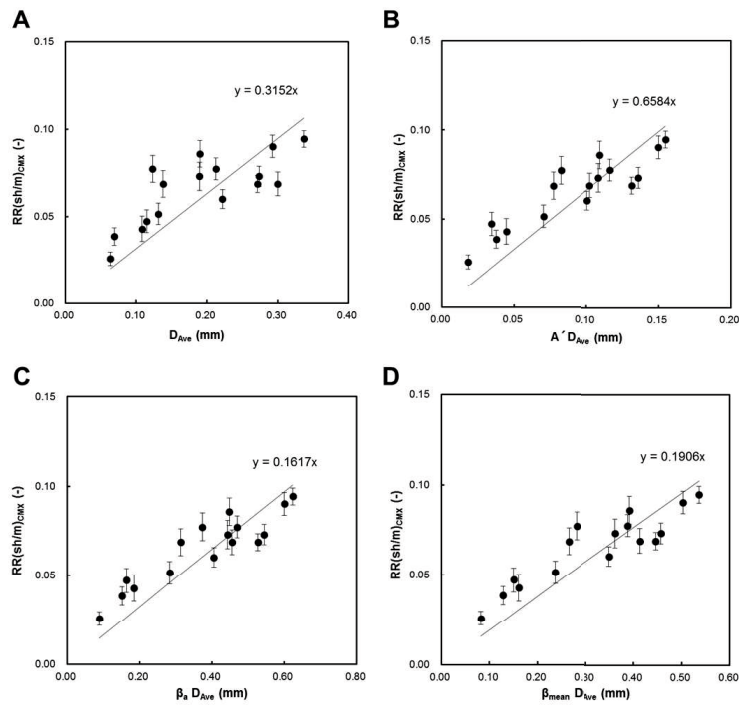 A
0.15
y = 0.3152x
0.10
RR(sh/m)CMX (-)
0.05
0.00
0.00 0.10 0.20 0.30 0.40
DAve (mm)
B
0.15
y = 0.6584x
0.10
RR(sh/m)CMX (-)
0.05
0.00
0.00 0.05 0.10 0.15 0.20
A´ DAve (mm)
C
0.15
y = 0.1617x
0.10
RR(sh/m)CMX (-)
0.05
0.00
0.00 0.20 0.40 0.60 0.80
βa DAve (mm)
D
0.15
y = 0.1906x
0.10
RR(sh/m)CMX (-)
0.05
0.00
0.00 0.10 0.20 0.30 0.40 0.50 0.60
βmean DAve (mm)